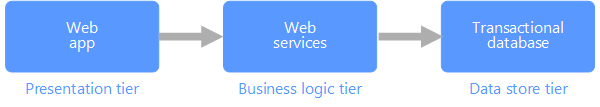 Web
app
Web
services
Transactional
database
Presentation tier
Business logic tier
Data store tier